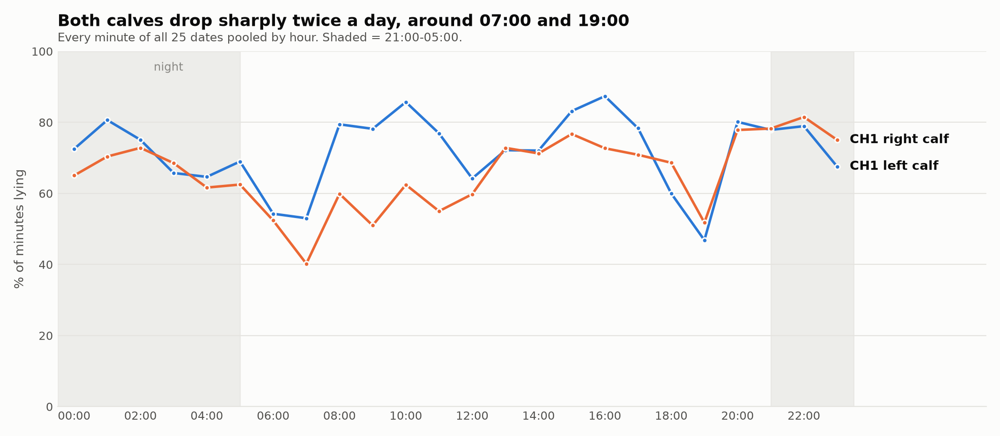 Both calves drop sharply twice a day, around 07:00 and 19:00
Every minute of all 25 dates pooled by hour. Shaded = 21:00-05:00.
% of minutes lying
100
80
60
40
20
0
night
CH1 right calf
CH1 left calf
00:00 02:00 04:00 06:00 08:00 10:00 12:00 14:00 16:00 18:00 20:00 22:00